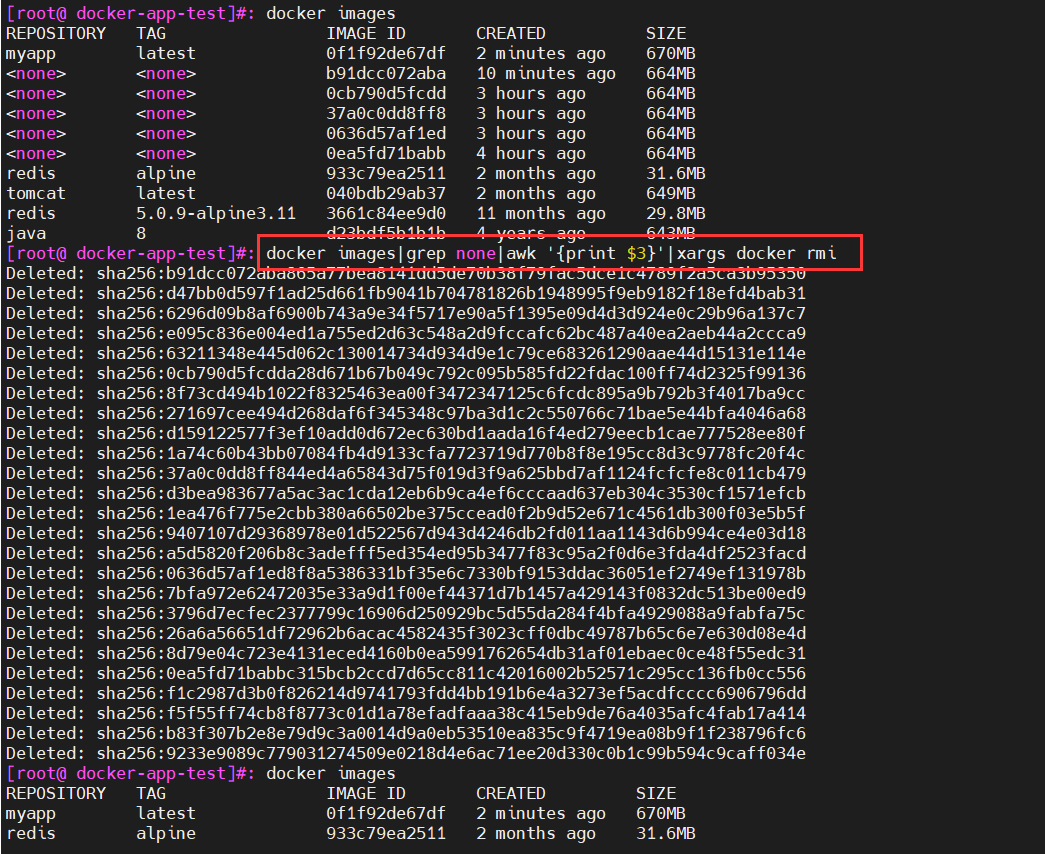 [root@ docker-app-test]#: docker images
REPOSITORY   TAG                IMAGE ID       CREATED          SIZE
myapp        latest             0f1f92de67df   2 minutes ago    670MB
<none>       <none>             b91dcc072aba   10 minutes ago   664MB
<none>       <none>             0cb790d5fcdd   3 hours ago      664MB
<none>       <none>             37a0c0dd8ff8   3 hours ago      664MB
<none>       <none>             0636d57af1ed   3 hours ago      664MB
<none>       <none>             0ea5fd71babb   4 hours ago      664MB
redis        alpine             933c79ea2511   2 months ago     31.6MB
tomcat       latest             040bdb29ab37   2 months ago     649MB
redis        5.0.9-alpine3.11   3661c84ee9d0   11 months ago    29.8MB
java         8                  d23bdf5b1b1b   4 years ago      643MB
[root@ docker-app-test]#: docker images|grep none|awk '{print $3}'|xargs docker rmi
Deleted: sha256:b91dcc072aba865a77bea8141dd5de70b38f79fac5dce1c4789f2a5ca3b95350
Deleted: sha256:d47bb0d597f1ad25d661fb9041b704781826b1948995f9eb9182f18efd4bab31
Deleted: sha256:6296d09b8af6900b743a9e34f5717e90a5f1395e09d4d3d924e0c29b96a137c7
Deleted: sha256:e095c836e004ed1a755ed2d63c548a2d9fccafc62bc487a40ea2aeb44a2ccca9
Deleted: sha256:63211348e445d062c130014734d934d9e1c79ce683261290aae44d15131e114e
Deleted: sha256:0cb790d5fcdda28d671b67b049c792c095b585fd22fdac100ff74d2325f99136
Deleted: sha256:8f73cd494b1022f8325463ea00f3472347125c6fcdc895a9b792b3f4017ba9cc
Deleted: sha256:271697cee494d268daf6f345348c97ba3d1c2c550766c71bae5e44bfa4046a68
Deleted: sha256:d159122577f3ef10add0d672ec630bd1aada16f4ed279eecb1cae777528ee80f
Deleted: sha256:1a74c60b43bb07084fb4d9133cfa7723719d770b8f8e195cc8d3c9778fc20f4c
Deleted: sha256:37a0c0dd8ff844ed4a65843d75f019d3f9a625bbd7af1124fcfcfe8c011cb479
Deleted: sha256:d3bea983677a5ac3ac1cda12eb6b9ca4ef6cccaad637eb304c3530cf1571efcb
Deleted: sha256:1ea476f775e2cbb380a66502be375ccead0f2b9d52e671c4561db300f03e5b5f
Deleted: sha256:9407107d29368978e01d522567d943d4246db2fd011aa1143d6b994ce4e03d18
Deleted: sha256:a5d5820f206b8c3adefff5ed354ed95b3477f83c95a2f0d6e3fda4df2523facd
Deleted: sha256:0636d57af1ed8f8a5386331bf35e6c7330bf9153ddac36051ef2749ef131978b
Deleted: sha256:7bfa972e62472035e33a9d1f00ef44371d7b1457a429143f0832dc513be00ed9
Deleted: sha256:3796d7ecfec2377799c16906d250929bc5d55da284f4bfa4929088a9fabfa75c
Deleted: sha256:26a6a56651df72962b6acac4582435f3023cff0dbc49787b65c6e7e630d08e4d
Deleted: sha256:8d79e04c723e4131eced4160b0ea5991762654db31af01ebaec0ce48f55edc31
Deleted: sha256:0ea5fd71babbc315bcb2ccd7d65cc811c42016002b52571c295cc136fb0cc556
Deleted: sha256:f1c2987d3b0f826214d9741793fdd4bb191b6e4a3273ef5acdfcccc6906796dd
Deleted: sha256:f5f55ff74cb8f8773c01d1a78efadfaaa38c415eb9de76a4035afc4fab17a414
Deleted: sha256:b83f307b2e8e79d9c3a0014d9a0eb53510ea835c9f4719ea08b9f1f238796fc6
Deleted: sha256:9233e9089c779031274509e0218d4e6ac71ee20d330c0b1c99b594c9caff034e
[root@ docker-app-test]#: docker images
REPOSITORY   TAG                IMAGE ID       CREATED         SIZE
myapp        latest             0f1f92de67df   2 minutes ago   670MB
redis        alpine             933c79ea2511   2 months ago    31.6MB